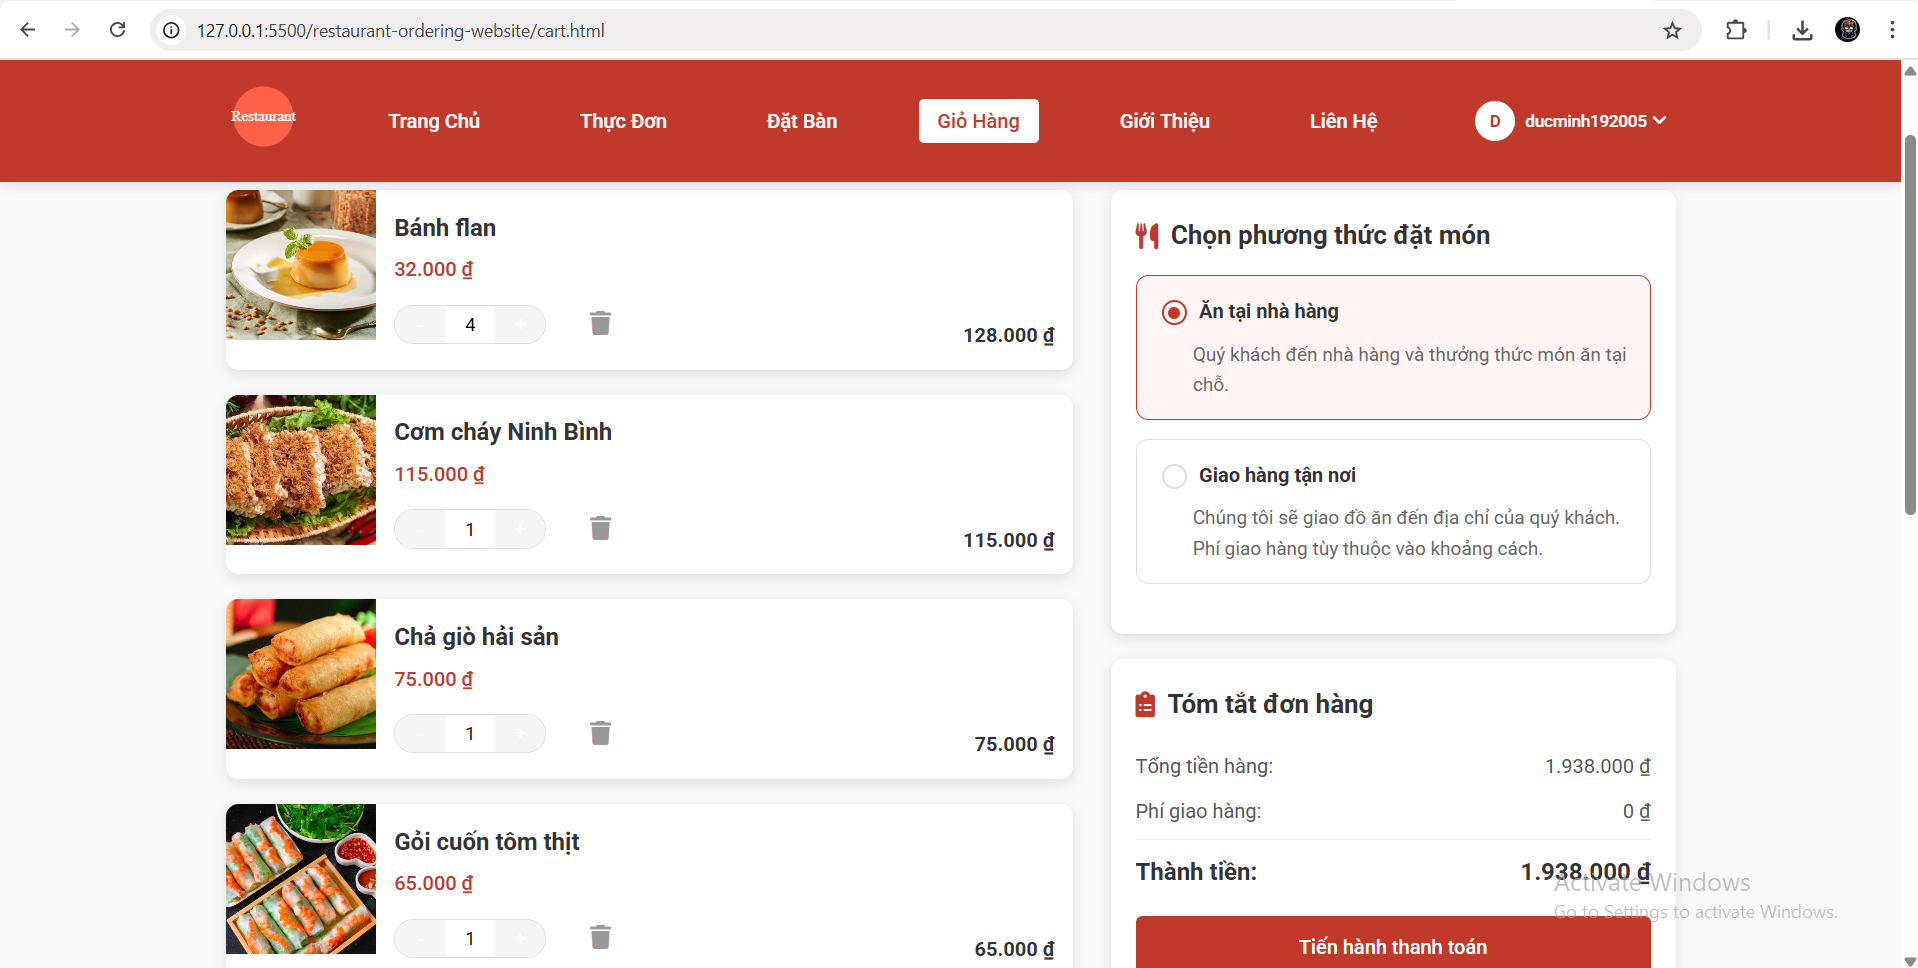 127.0.0.1:5500/restaurant-ordering-website/cart.html
Restaurant
Trang Chủ
Thực Đơn
Đặt Bàn
Giỏ Hàng
Giới Thiệu
Liên Hệ
D
ducminh192005
Bánh flan
32.000 ₫
- 4 +
128.000 ₫
Cơm cháy Ninh Bình
115.000 ₫
- 1 +
115.000 ₫
Chả giò hải sản
75.000 ₫
- 1 +
75.000 ₫
Gỏi cuốn tôm thịt
65.000 ₫
- 1 +
65.000 ₫
Chọn phương thức đặt món
Ăn tại nhà hàng
Quý khách đến nhà hàng và thưởng thức món ăn tại
chỗ.
Giao hàng tận nơi
Chúng tôi sẽ giao đồ ăn đến địa chỉ của quý khách.
Phí giao hàng tùy thuộc vào khoảng cách.
Tóm tắt đơn hàng
Tổng tiền hàng: 1.938.000 ₫
Phí giao hàng: 0 ₫
Thành tiền: 1.938.000 ₫
Tiến hành thanh toán
Activate Windows
Go to Settings to activate Windows.